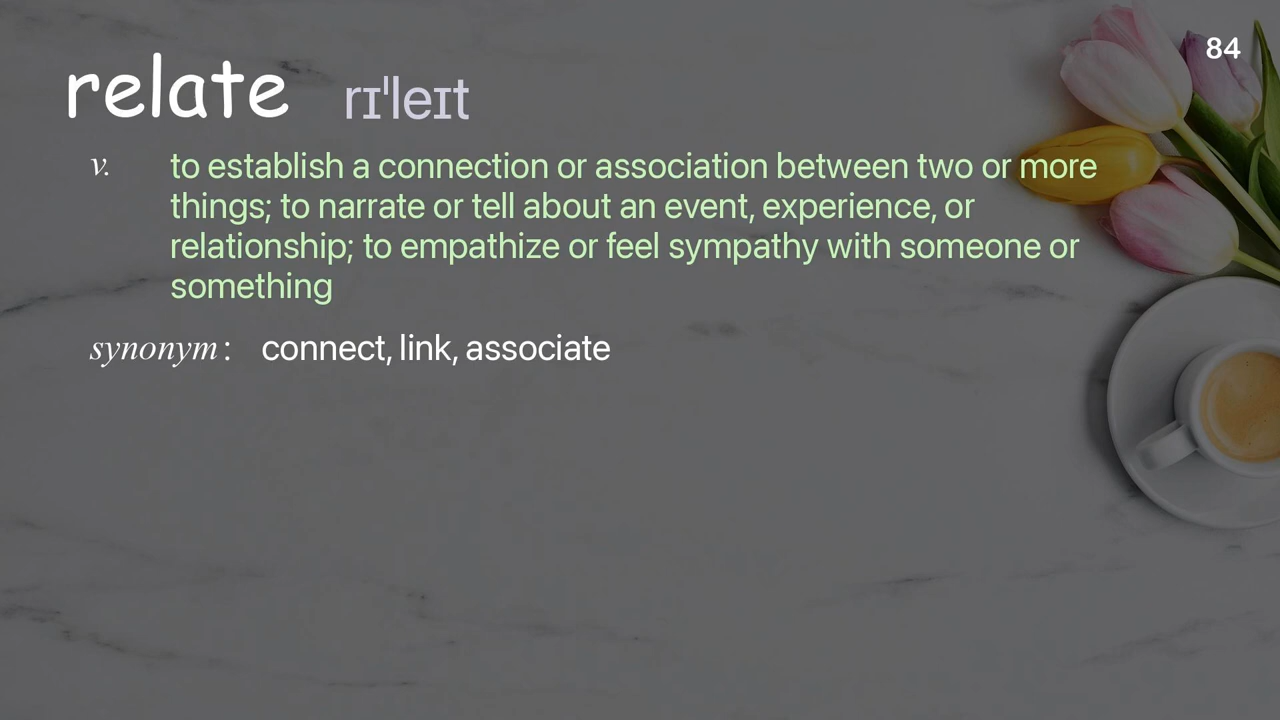 84
relate rɪˈleɪt
v. to establish a connection or association between two or more
things; to narrate or tell about an event, experience, or
relationship; to empathize or feel sympathy with someone or
something
synonym: connect, link, associate